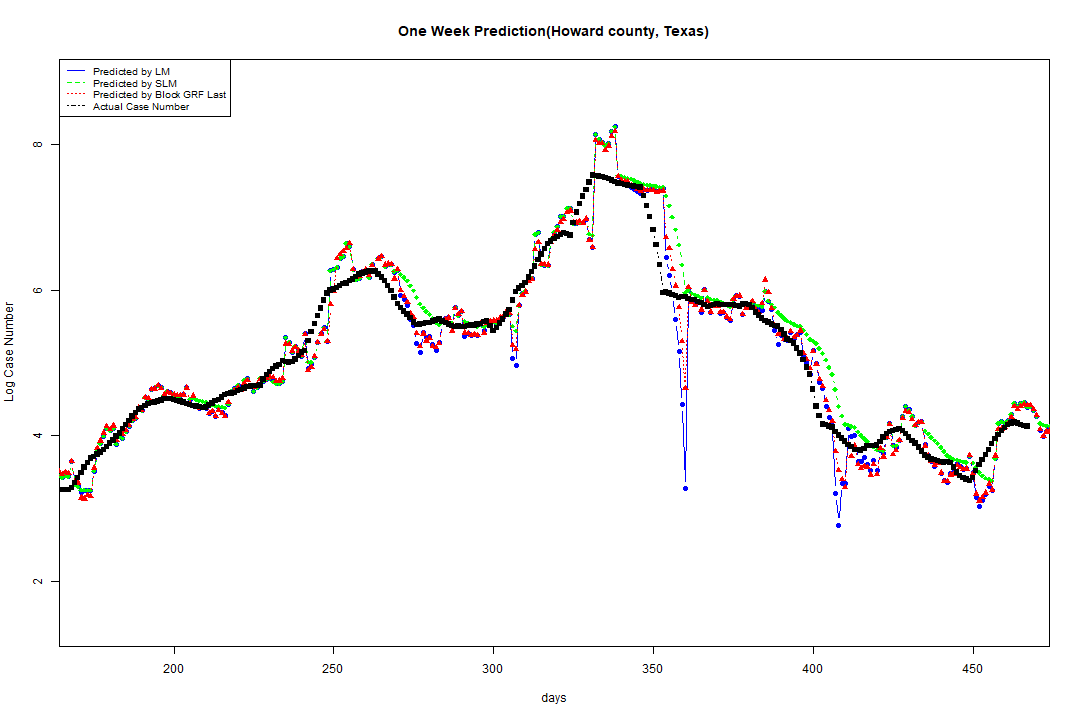 One Week Prediction(Howard county, Texas)
Predicted by LM
Predicted by SLM
Predicted by Block GRF Last
Actual Case Number
Log Case Number
8
6
4
2
200 250 300 350 400 450
days